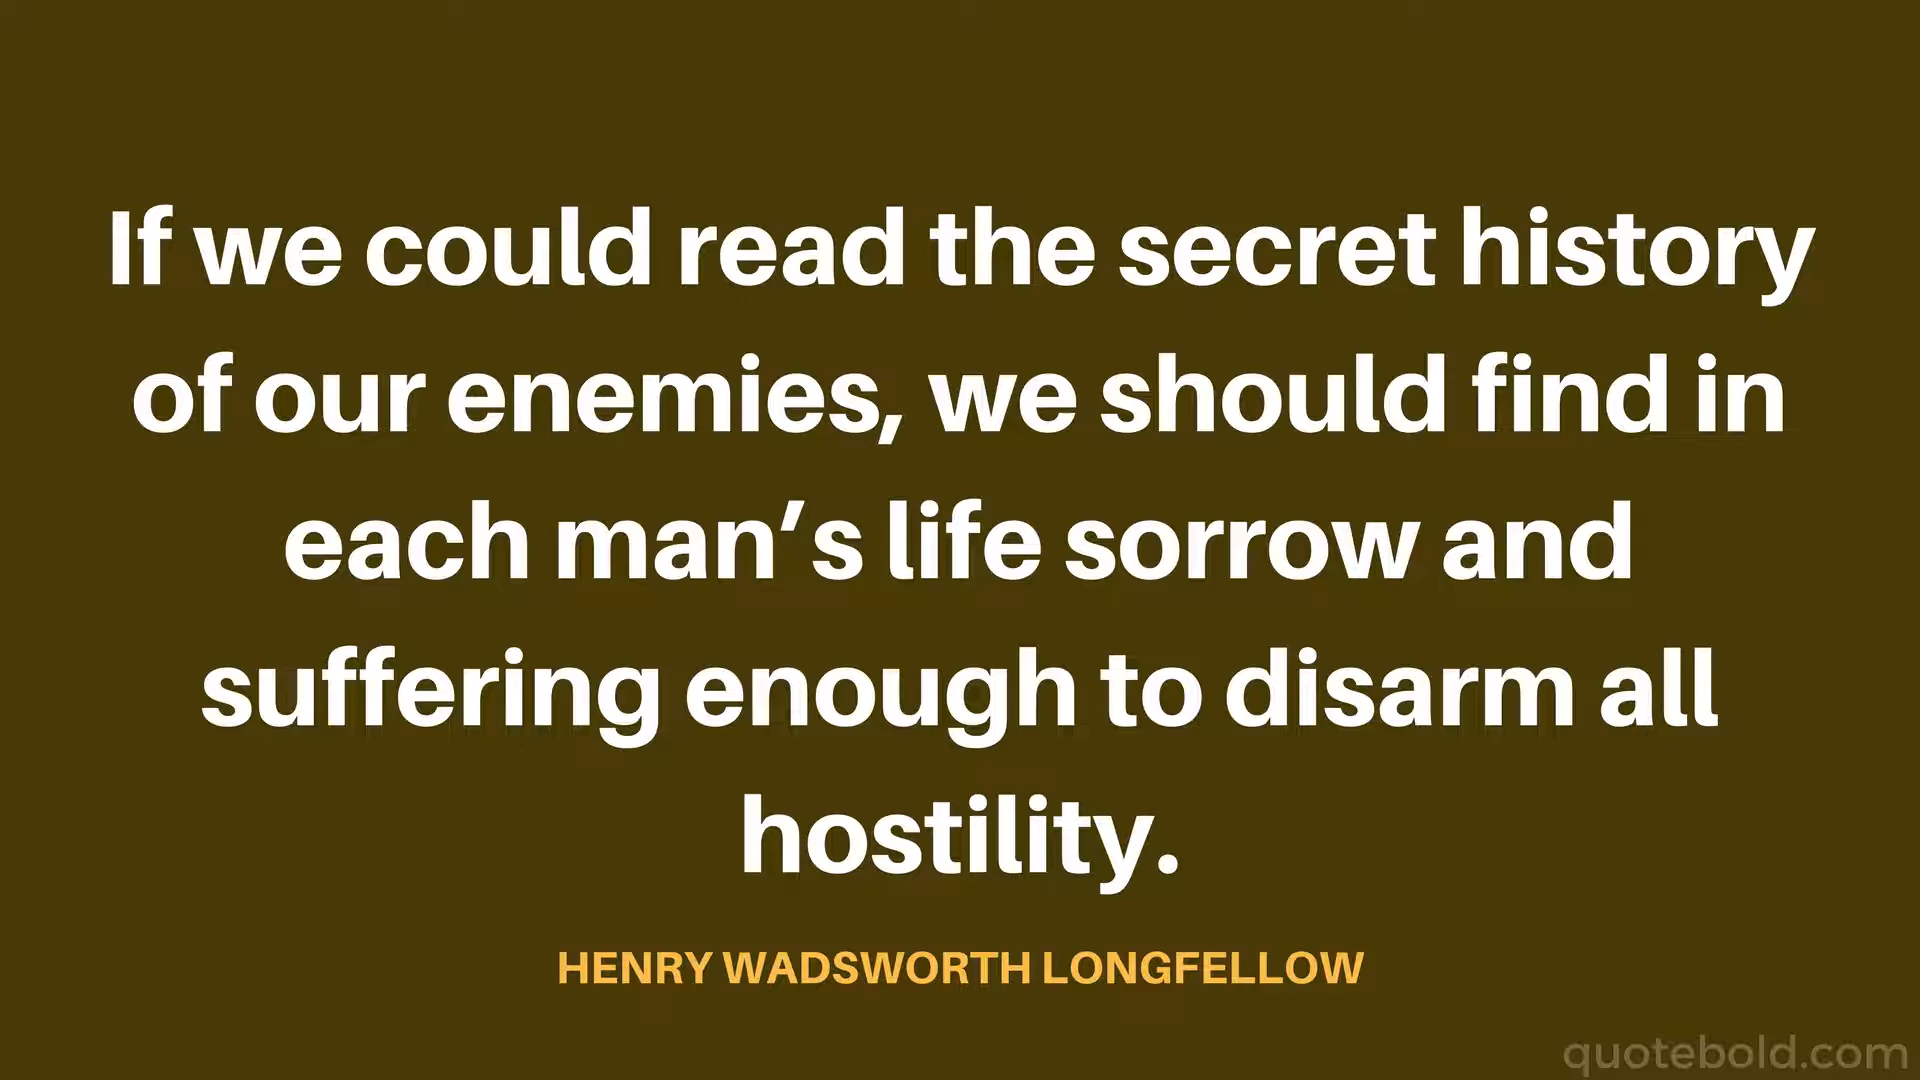 If we could read the secret history
of our enemies, we should find in
each man’s life sorrow and
suffering enough to disarm all
hostility.
HENRY WADSWORTH LONGFELLOW
quotebold.com